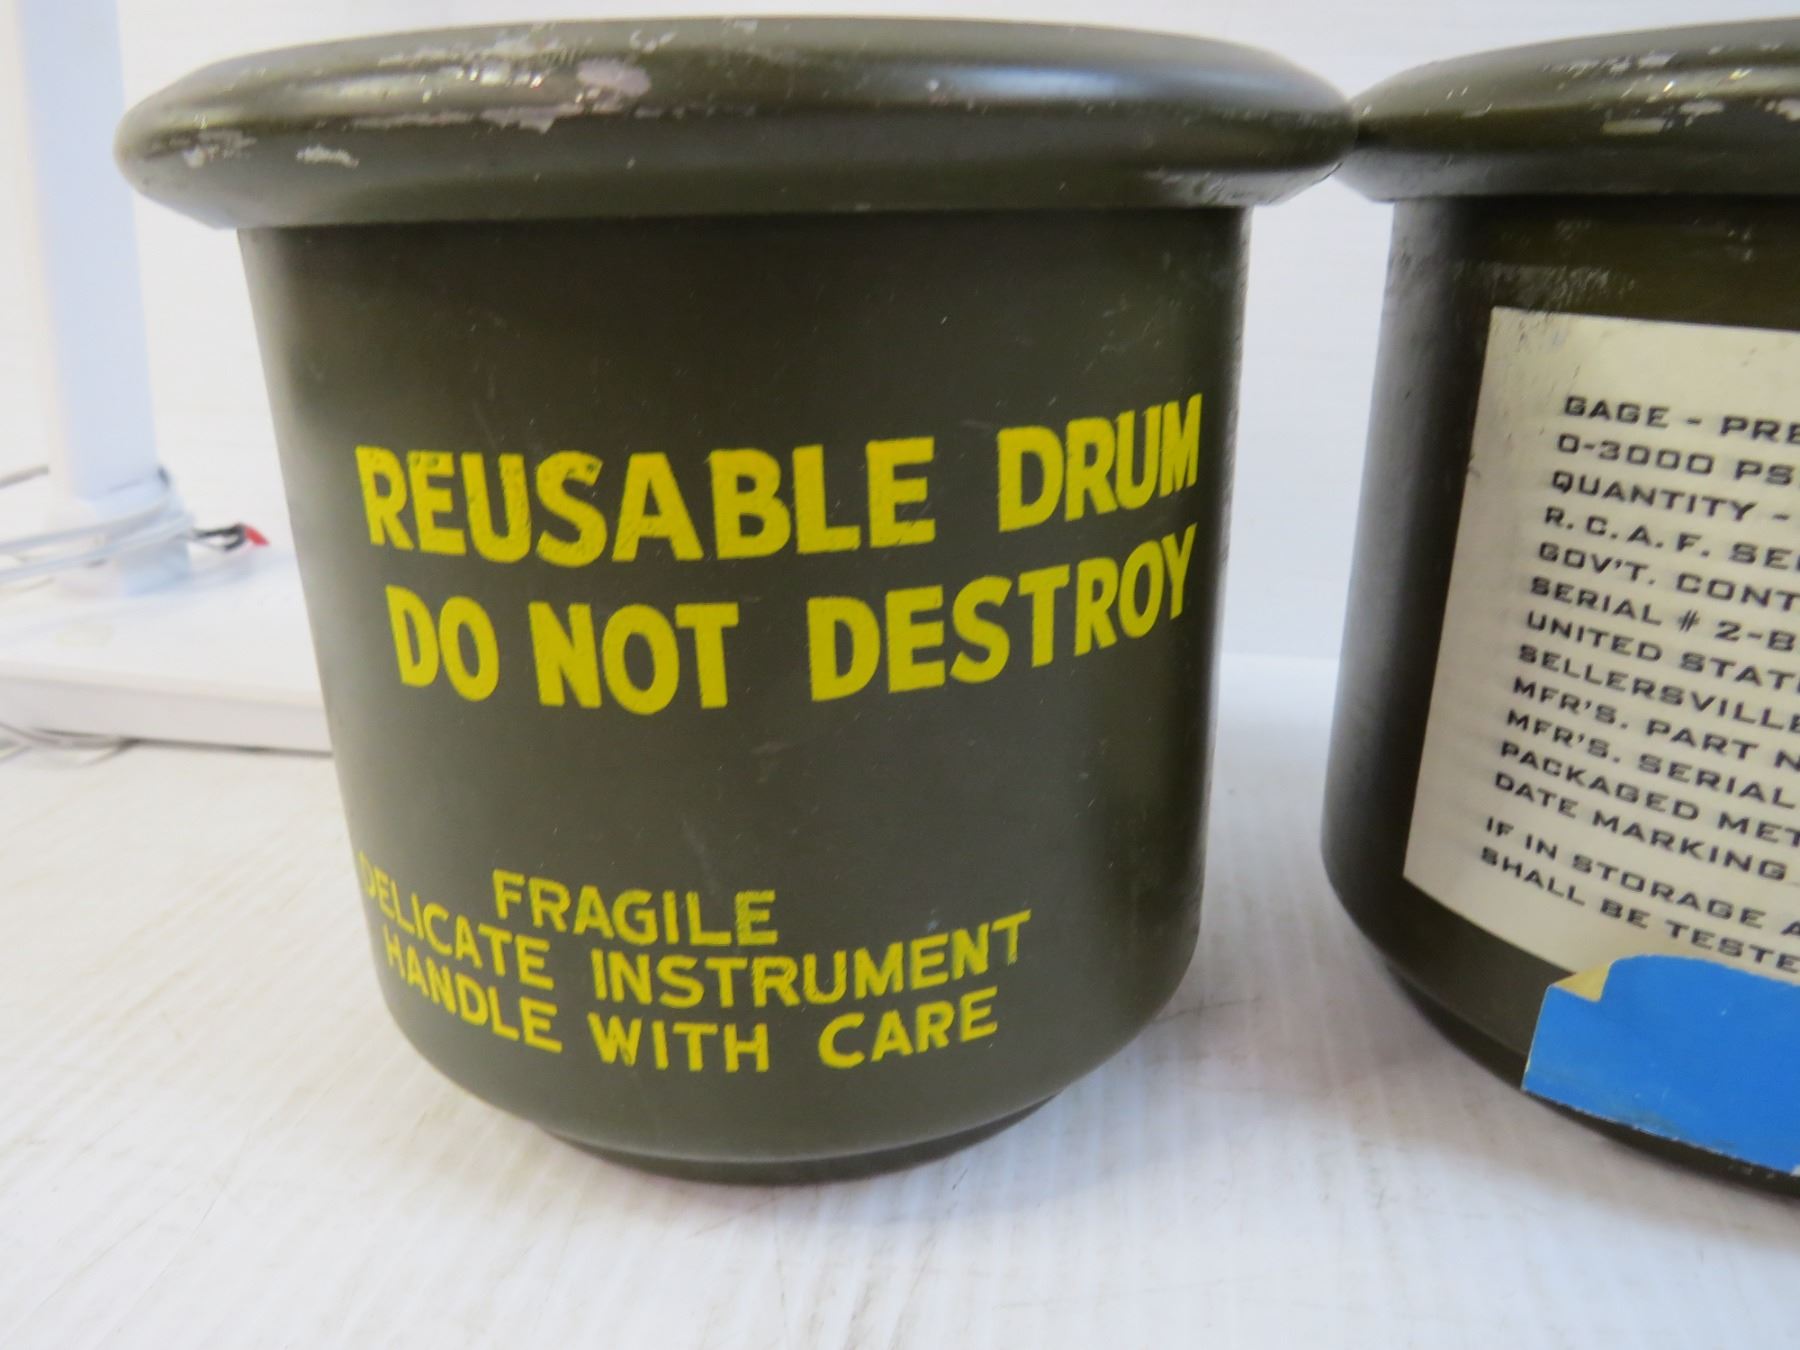 REUSABLE DRUM
DO NOT DESTROY
FRAGILE
DELICATE INSTRUMENT
HANDLE WITH CARE
GAGE - PRE
0-3000 PS
QUANTITY -
R.C.A.F. SE
GOV'T. CONT
SERIAL # 2-B
UNITED STAT
SELLERSVILLE
MFR'S. PART N
MFR'S. SERIAL
PACKAGED MET
DATE MARKING
IF IN STORAGE A
SHALL BE TESTE